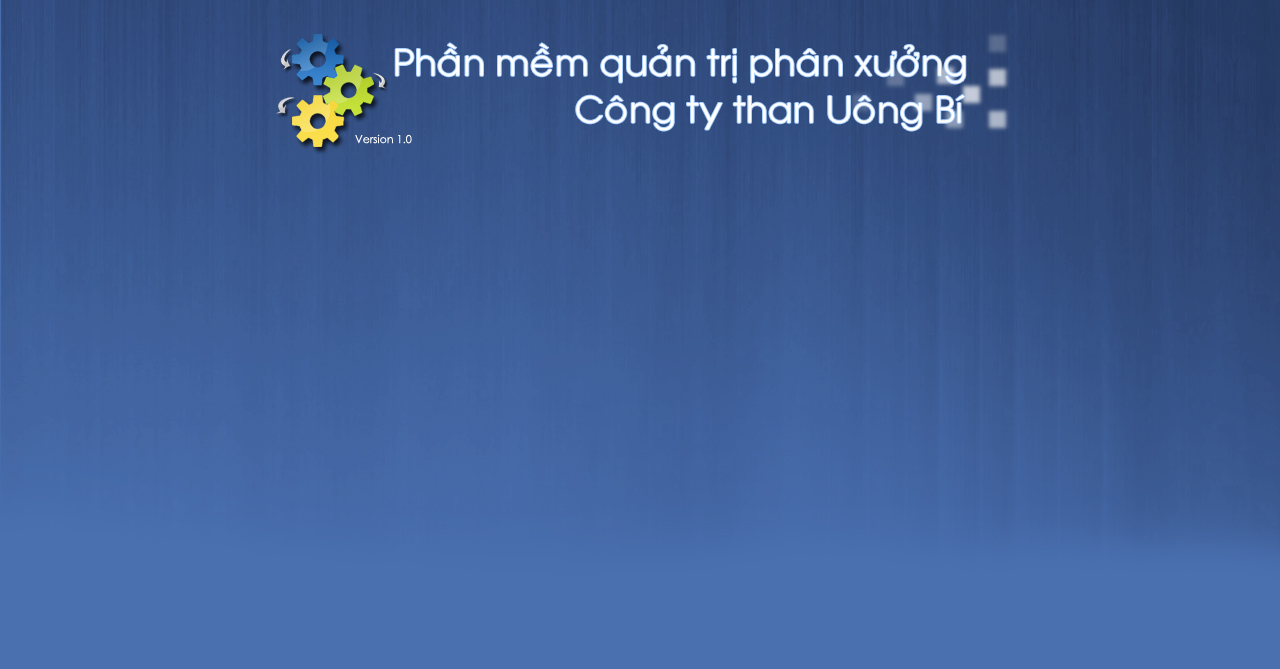 Phần mềm quản trị phân xưởng
Công ty than Uông Bí
Version 1.0